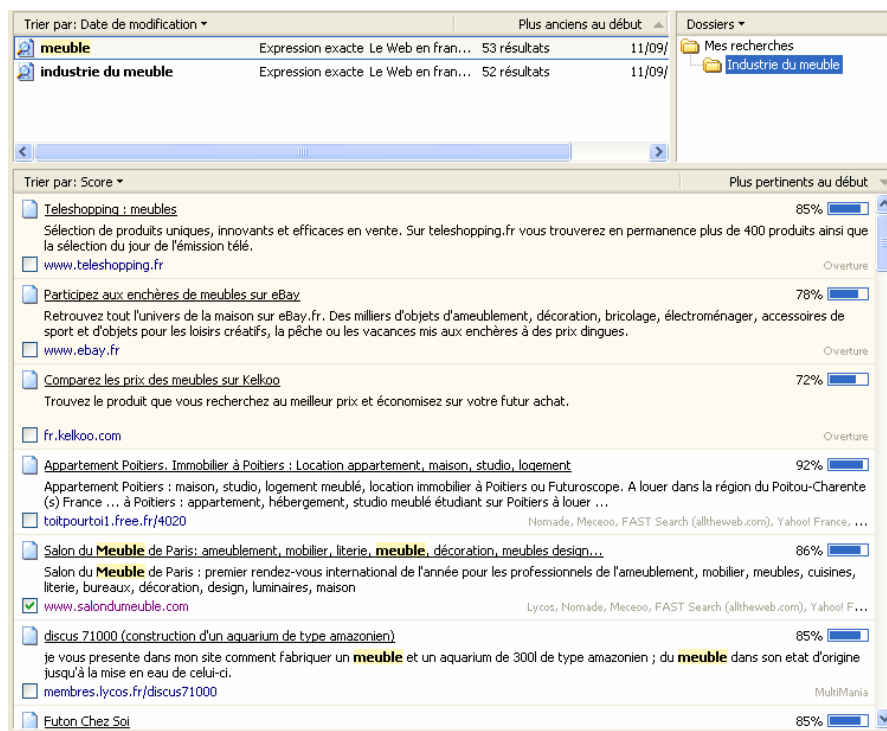 Trier par: Date de modification
Plus anciens au début
Dossiers
meuble Expression exacte Le Web en fran... 53 résultats 11/09/
industrie du meuble Expression exacte Le Web en fran... 52 résultats 11/09/
Mes recherches
Industrie du meuble
Trier par: Score Plus pertinents au début
Teleshopping : meubles 85%
Sélection de produits uniques, innovants et efficaces en vente. Sur teleshopping.fr vous trouverez en permanence plus de 400 produits ainsi que
la sélection du jour de l'émission télé.
www.teleshopping.fr Overture
Participez aux enchères de meubles sur eBay 78%
Retrouvez tout l'univers de la maison sur eBay.fr. Des milliers d'objets d'ameublement, décoration, bricolage, électroménager, accessoires de
sport et d'objets pour les loisirs créatifs, la pêche ou les vacances mis aux enchères à des prix dingues.
www.ebay.fr Overture
Comparez les prix des meubles sur Kelkoo 72%
Trouvez le produit que vous recherchez au meilleur prix et économisez sur votre futur achat.
fr.kelkoo.com Overture
Appartement Poitiers. Immobilier à Poitiers : Location appartement, maison, studio, logement 92%
Appartement Poitiers : maison, studio, logement meublé, location immobilier à Poitiers ou Futuroscope. A louer dans la région du Poitou-Charente
(s) France ... à Poitiers : appartement, hébergement, studio meublé étudiant sur Poitiers à louer ...
toitpourtoi1.free.fr/4020 Nomade, Meceoo, FAST Search (alltheweb.com), Yahoo! France, ...
Salon du Meuble de Paris: ameublement, mobilier, literie, meuble, décoration, meubles design... 86%
Salon du Meuble de Paris : premier rendez-vous international de l'année pour les professionnels de l'ameublement, mobilier, meubles, cuisines,
literie, bureaux, décoration, design, luminaires, maison
www.salondumeuble.com Lycos, Nomade, Meceoo, FAST Search (alltheweb.com), Yahoo! F...
discus 71000 (construction d'un aquarium de type amazonien) 85%
je vous presente dans mon site comment fabriquer un meuble et un aquarium de 300l de type amazonien ; du meuble dans son etat d'origine
jusqu'à la mise en eau de celui-ci.
membres.lycos.fr/discus71000 MultiMania
Futon Chez Soi 85%